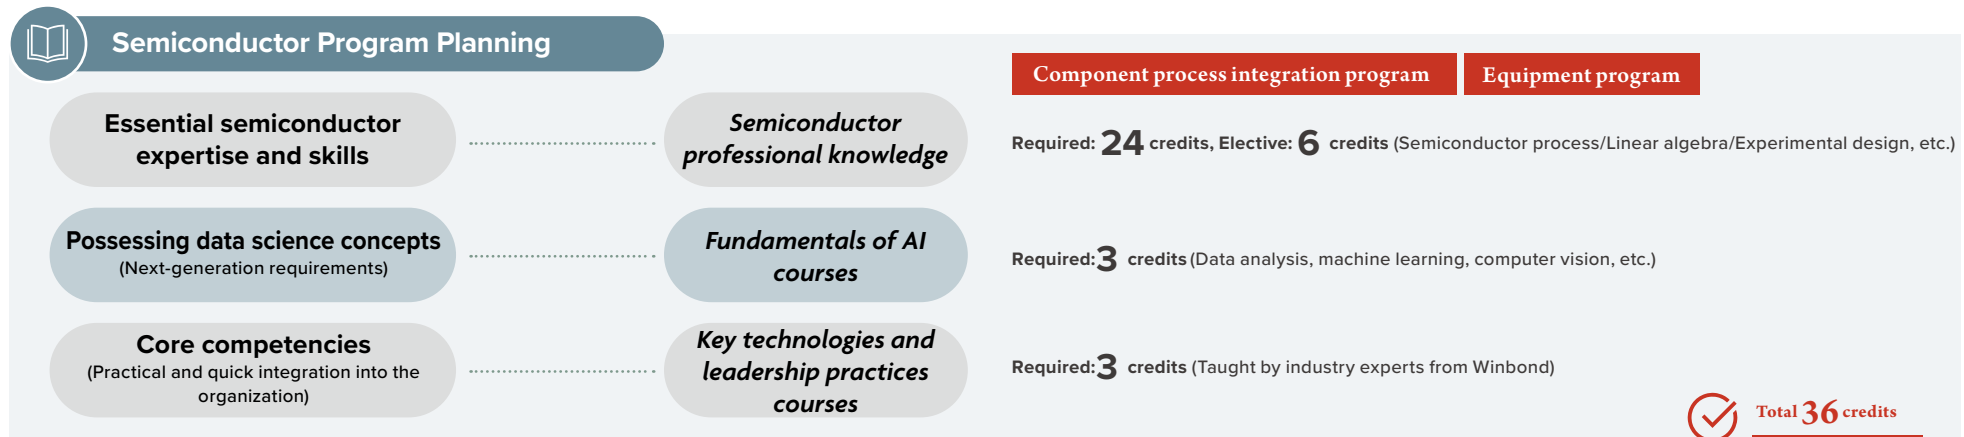 Semiconductor Program Planning
Component process integration program
Equipment program
Essential semiconductor
expertise and skills
Semiconductor
professional knowledge
Required: 24 credits, Elective: 6 credits (Semiconductor process/Linear algebra/Experimental design, etc.)
Possessing data science concepts
(Next-generation requirements)
Fundamentals of AI
courses
Required:3 credits (Data analysis, machine learning, computer vision, etc.)
Core competencies
(Practical and quick integration into the
organization)
Key technologies and
leadership practices
courses
Required:3 credits (Taught by industry experts from Winbond)
Total 36 credits